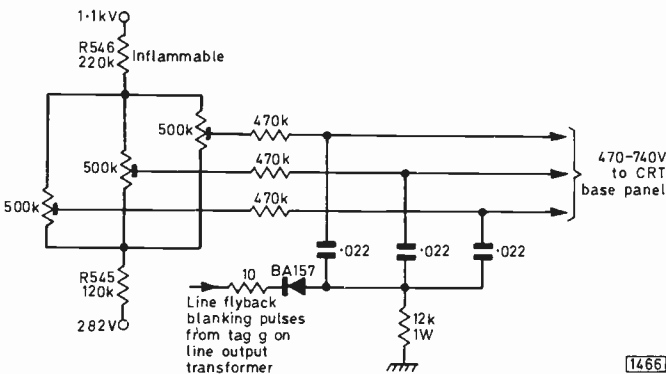 1·1kV
R546
220k
Inflammable
500k
470k
500k
470k
500k
470k
470-740V
to CRT
base panel
·022
·022
·022
R545
120k
10
BA157
282V
Line flyback
blanking pulses
from tag g on
line output
transformer
12k
1W
1466